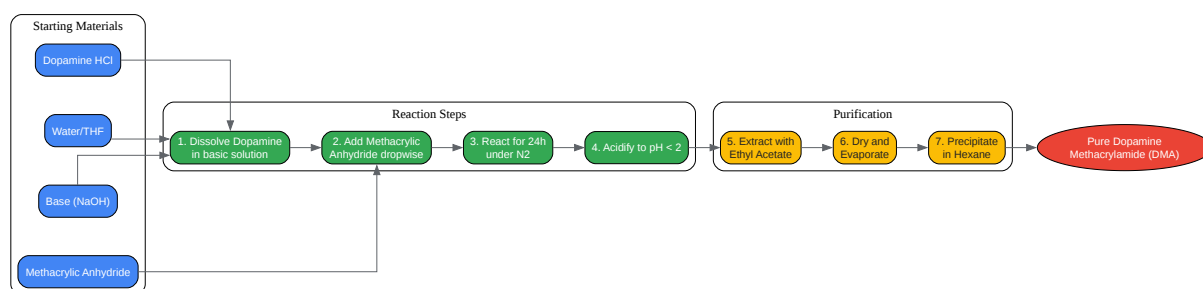 Starting Materials
Dopamine HCl
Water/THF
Base (NaOH)
Methacrylic Anhydride
Reaction Steps
1. Dissolve Dopamine
in basic solution
2. Add Methacrylic
Anhydride dropwise
3. React for 24h
under N2
4. Acidify to pH < 2
Purification
5. Extract with
Ethyl Acetate
6. Dry and
Evaporate
7. Precipitate
in Hexane
Pure Dopamine
Methacrylamide (DMA)